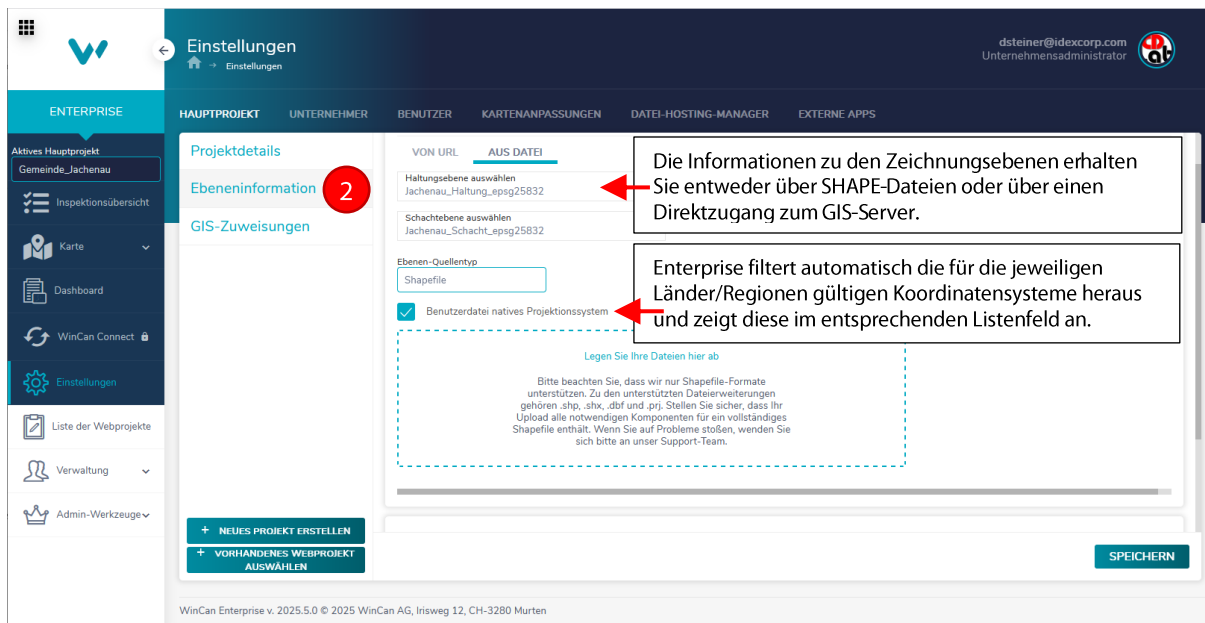 Einstellungen
→ Einstellungen
dsteiner@idexcorp.com
Unternehmensadministrator
ENTERPRISE
HAUPTPROJEKT
UNTERNEHMER
BENUTZER
KARTENANPASSUNGEN
DATEI-HOSTING-MANAGER
EXTERNE APPS
Aktives Hauptprojekt
Gemeinde_Jachenau
Inspektionsübersicht
Karte
Dashboard
WinCan Connect
Einstellungen
Liste der Webprojekte
Verwaltung
Admin-Werkzeuge
Projektdetails
Ebeneninformation
2
GIS-Zuweisungen
+ NEUES PROJEKT ERSTELLEN
+ VORHANDENES WEBPROJEKT
AUSWÄHLEN
VON URL
AUS DATEI
Haltungsebene auswählen
Jachenau_Haltung_epsg25832
Schachtebene auswählen
Jachenau_Schacht_epsg25832
Ebenen-Quellentyp
Shapefile
Benutzerdatei natives Projektionssystem
Die Informationen zu den Zeichnungsebenen erhalten
Sie entweder über SHAPE-Dateien oder über einen
Direktzugang zum GIS-Server.
Enterprise filtert automatisch die für die jeweiligen
Länder/Regionen gültigen Koordinatensysteme heraus
und zeigt diese im entsprechenden Listenfeld an.
Legen Sie Ihre Dateien hier ab
Bitte beachten Sie, dass wir nur Shapefile-Formate
unterstützen. Zu den unterstützten Dateierweiterungen
gehören .shp, .shx, .dbf und .prj. Stellen Sie sicher, dass Ihr
Upload alle notwendigen Komponenten für ein vollständiges
Shapefile enthält. Wenn Sie auf Probleme stoßen, wenden Sie
sich bitte an unser Support-Team.
SPEICHERN
WinCan Enterprise v. 2025.5.0 © 2025 WinCan AG, Irisweg 12, CH-3280 Murten